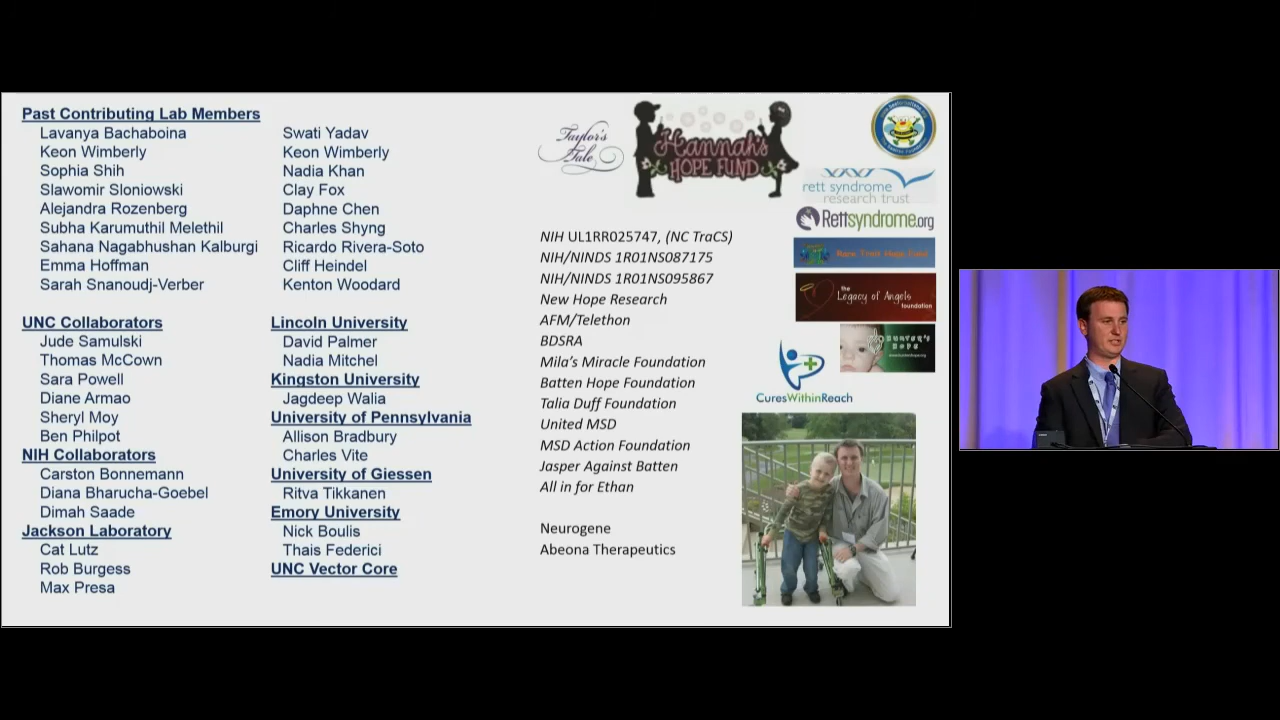 Past Contributing Lab Members
Lavanya Bachaboina
Keon Wimberly
Sophia Shih
Slawomir Sloniowski
Alejandra Rozenberg
Subha Karumuthil Melethil
Sahana Nagabhushan Kalburgi
Emma Hoffman
Sarah Snanoudj-Verber
Swati Yadav
Keon Wimberly
Nadia Khan
Clay Fox
Daphne Chen
Charles Shyng
Ricardo Rivera-Soto
Cliff Heindel
Kenton Woodard
UNC Collaborators
Jude Samulski
Thomas McCown
Sara Powell
Diane Armao
Sheryl Moy
Ben Philpot
NIH Collaborators
Carston Bonnemann
Diana Bharucha-Goebel
Dimah Saade
Jackson Laboratory
Cat Lutz
Rob Burgess
Max Presa
Lincoln University
David Palmer
Nadia Mitchel
Kingston University
Jagdeep Walia
University of Pennsylvania
Allison Bradbury
Charles Vite
University of Giessen
Ritva Tikkanen
Emory University
Nick Boulis
Thais Federici
UNC Vector Core
Taylor's
Tale
Hannah's
HOPE FUND
NIH UL1RR025747, (NC TraCS)
NIH/NINDS 1R01NS087175
NIH/NINDS 1R01NS095867
New Hope Research
AFM/Telethon
BDSRA
Mila's Miracle Foundation
Batten Hope Foundation
Talia Duff Foundation
United MSD
MSD Action Foundation
Jasper Against Batten
All in for Ethan
Neurogene
Abeona Therapeutics
rett syndrome
research trust
Rettsyndrome.org
Rare Trait Hope Fund
the
Legacy of Angels
foundation
HUNTER'S
HOPE
CuresWithinReach